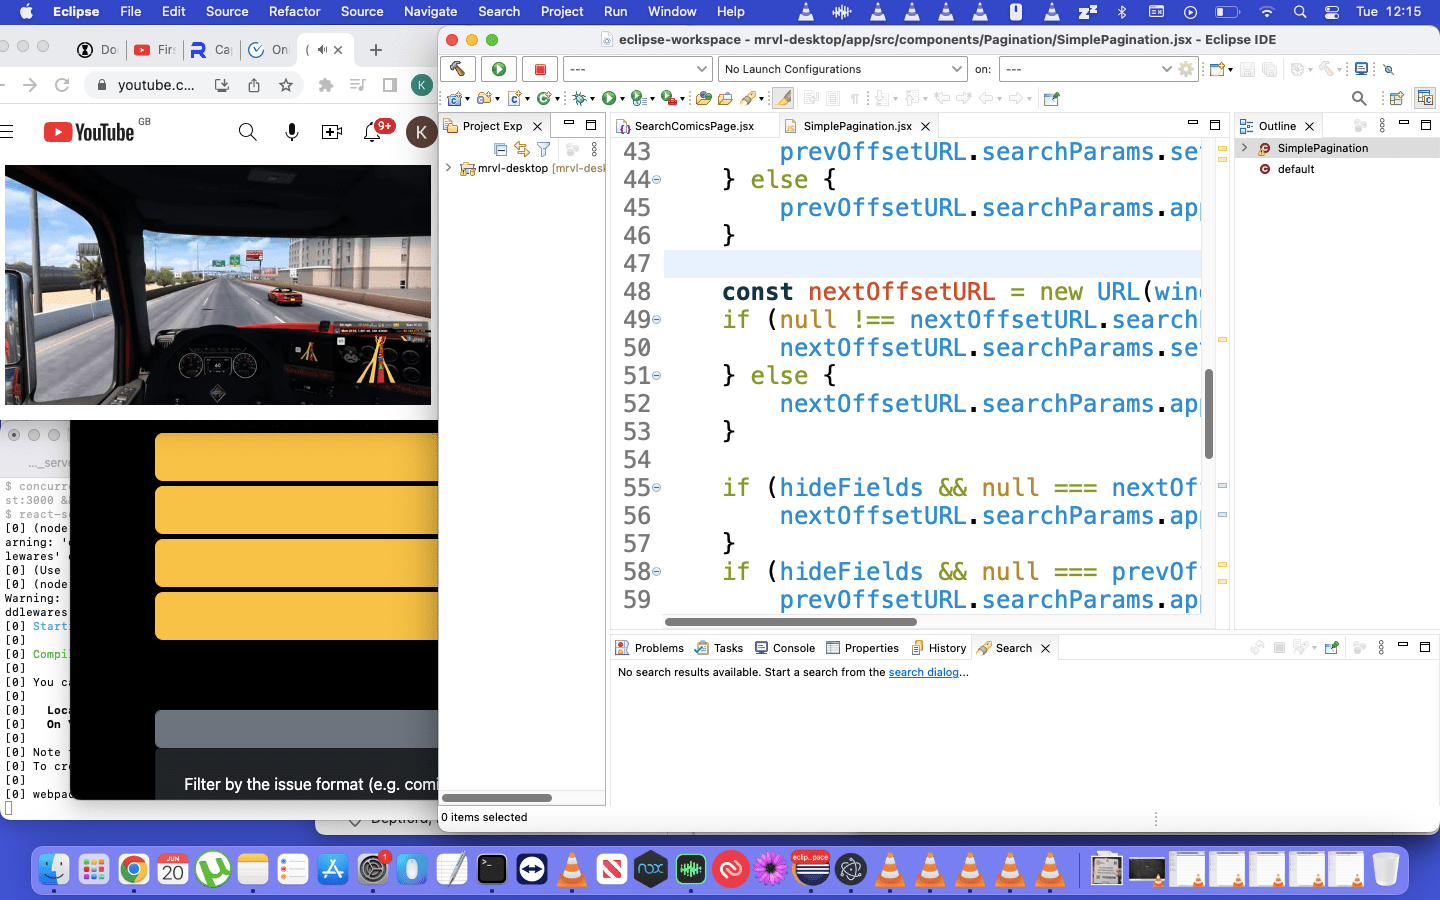 Eclipse File Edit Source Refactor Source Navigate Search Project Run Window Help
Tue 12:15
Do
Firs
Ca
Onl
(
youtube.c...
K
YouTube GB
9+
K
eclipse-workspace - mrvl-desktop/app/src/components/Pagination/SimplePagination.jsx - Eclipse IDE
---
No Launch Configurations
on:
---
Project Exp
mrvl-desktop [mrvl-desk
SearchComicsPage.jsx
SimplePagination.jsx
43 prevOffsetURL.searchParams.se
44 } else {
45 prevOffsetURL.searchParams.ap
46 }
47
48 const nextOffsetURL = new URL(win
49 if (null !== nextOffsetURL.search
50 nextOffsetURL.searchParams.se
51 } else {
52 nextOffsetURL.searchParams.ap
53 }
54
55 if (hideFields && null === nextOf
56 nextOffsetURL.searchParams.ap
57 }
58 if (hideFields && null === prevOf
59 prevOffsetURL.searchParams.ap
Outline
SimplePagination
default
Problems Tasks Console Properties History Search
No search results available. Start a search from the search dialog...
0 items selected
..._serve
$ concurre
st:3000 &&
$ react-s
[0] (node
arning: '
lewares'
[0] (Use
[0] (node
Warning:
ddlewares
[0] Start
[0]
[0] Compi
[0]
[0] You ca
[0]
[0] Loca
[0] On
[0]
[0] Note
[0] To cre
[0]
[0] webpac
Filter by the issue format (e.g. comi
Deptford,
JUN
20
1
eclip...pace
nox